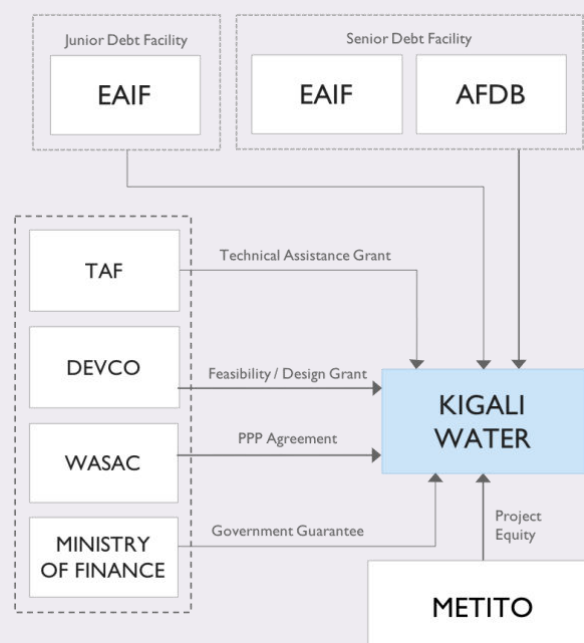 Junior Debt Facility
EAIF
Senior Debt Facility
EAIF
AFDB
TAF
Technical Assistance Grant
DEVCO
Feasibility / Design Grant
WASAC
PPP Agreement
MINISTRY
OF FINANCE
Government Guarantee
KIGALI
WATER
Project
Equity
METITO